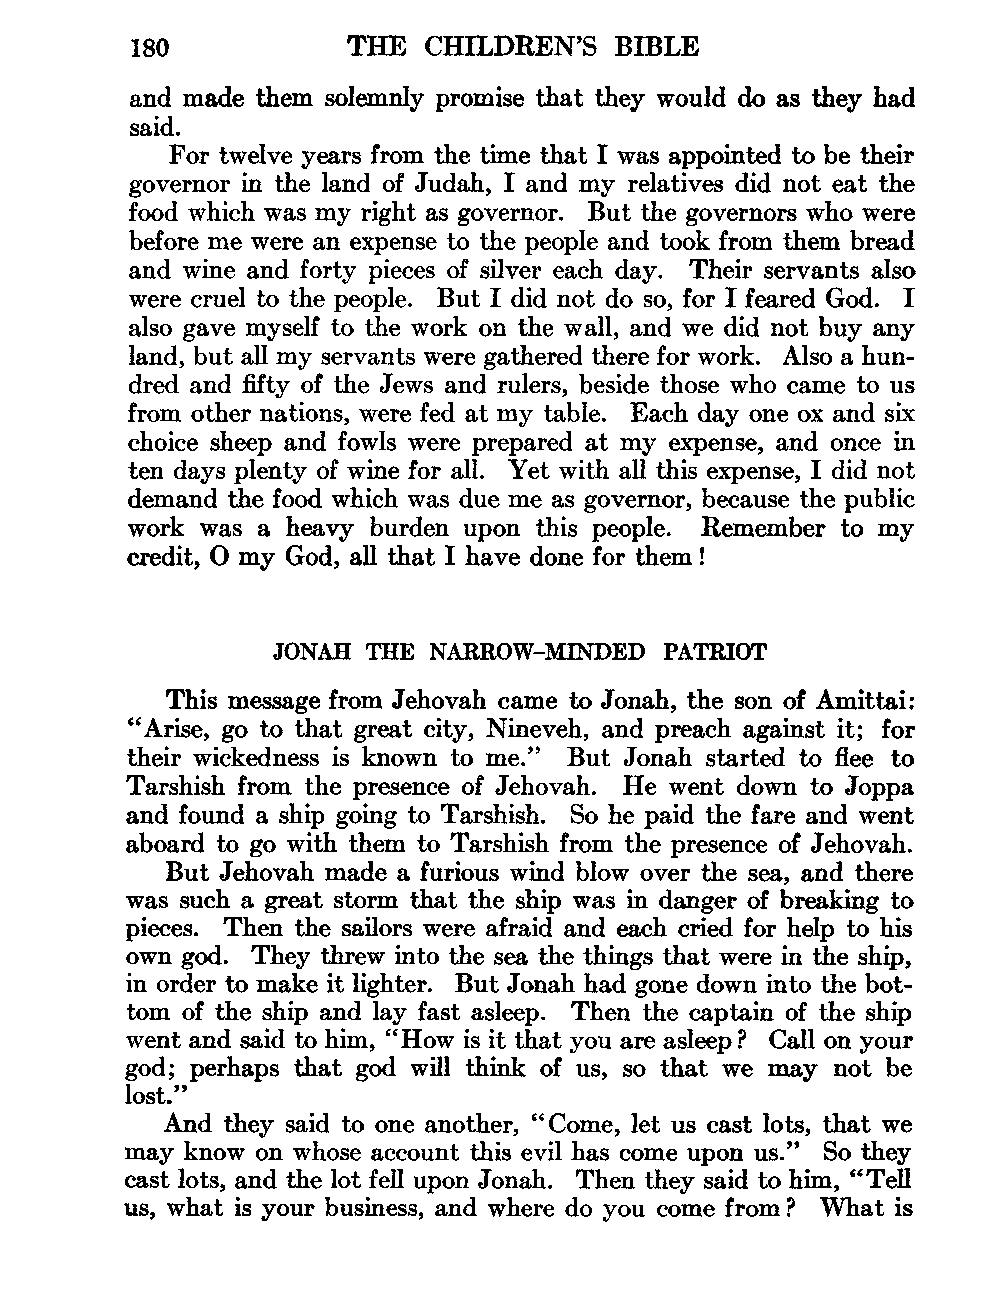 180 THE CHILDREN'S BIBLE
and made them solemnly promise that they would do as they had
said.
For twelve years from the time that I was appointed to be their
governor in the land of Judah, I and my relatives did not eat the
food which was my right as governor. But the governors who were
before me were an expense to the people and took from them bread
and wine and forty pieces of silver each day. Their servants also
were cruel to the people. But I did not do so, for I feared God. I
also gave myself to the work on the wall, and we did not buy any
land, but all my servants were gathered there for work. Also a hun-
dred and fifty of the Jews and rulers, beside those who came to us
from other nations, were fed at my table. Each day one ox and six
choice sheep and fowls were prepared at my expense, and once in
ten days plenty of wine for all. Yet with all this expense, I did not
demand the food which was due me as governor, because the public
work was a heavy burden upon this people. Remember to my
credit, O my God, all that I have done for them!
JONAH THE NARROW-MINDED PATRIOT
This message from Jehovah came to Jonah, the son of Amittai:
"Arise, go to that great city, Nineveh, and preach against it; for
their wickedness is known to me." But Jonah started to flee to
Tarshish from the presence of Jehovah. He went down to Joppa
and found a ship going to Tarshish. So he paid the fare and went
aboard to go with them to Tarshish from the presence of Jehovah.
But Jehovah made a furious wind blow over the sea, and there
was such a great storm that the ship was in danger of breaking to
pieces. Then the sailors were afraid and each cried for help to his
own god. They threw into the sea the things that were in the ship,
in order to make it lighter. But Jonah had gone down into the bot-
tom of the ship and lay fast asleep. Then the captain of the ship
went and said to him, "How is it that you are asleep? Call on your
god; perhaps that god will think of us, so that we may not be
lost."
And they said to one another, "Come, let us cast lots, that we
may know on whose account this evil has come upon us." So they
cast lots, and the lot fell upon Jonah. Then they said to him, "Tell
us, what is your business, and where do you come from? What is